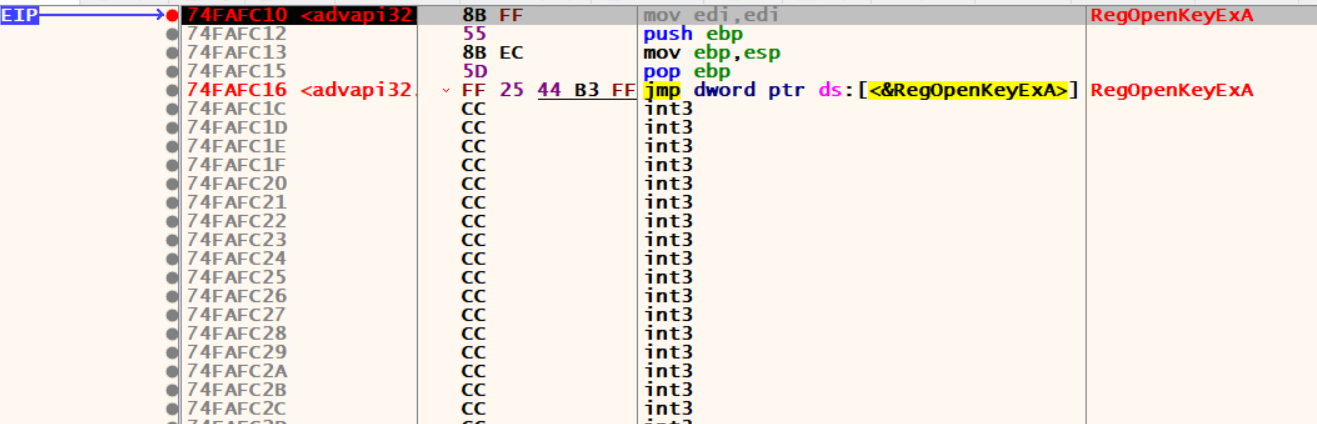 EIP 74FAFC10 <advapi32. 8B FF mov edi,edi RegOpenKeyExA
74FAFC12 55 push ebp
74FAFC13 8B EC mov ebp,esp
74FAFC15 5D pop ebp
74FAFC16 <advapi32. FF 25 44 B3 FF jmp dword ptr ds:[<&RegOpenKeyExA>] RegOpenKeyExA
74FAFC1C CC int3
74FAFC1D CC int3
74FAFC1E CC int3
74FAFC1F CC int3
74FAFC20 CC int3
74FAFC21 CC int3
74FAFC22 CC int3
74FAFC23 CC int3
74FAFC24 CC int3
74FAFC25 CC int3
74FAFC26 CC int3
74FAFC27 CC int3
74FAFC28 CC int3
74FAFC29 CC int3
74FAFC2A CC int3
74FAFC2B CC int3
74FAFC2C CC int3